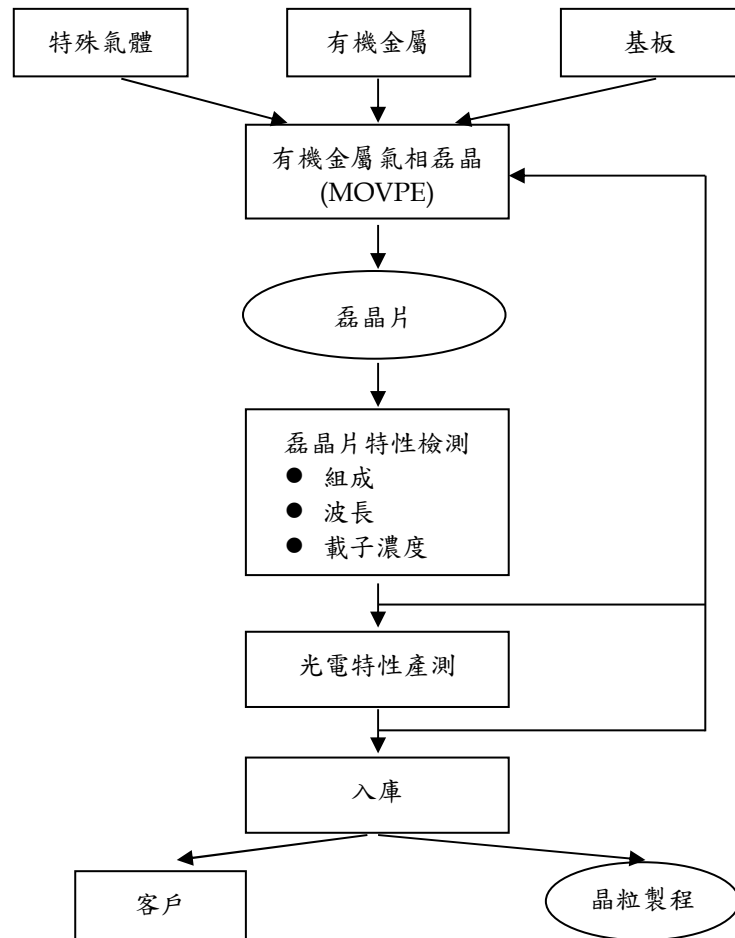 特殊氣體
有機金屬
基板
有機金屬氣相磊晶
(MOVPE)
磊晶片
磊晶片特性檢測
● 組成
● 波長
● 載子濃度
光電特性產測
入庫
客戶
晶粒製程